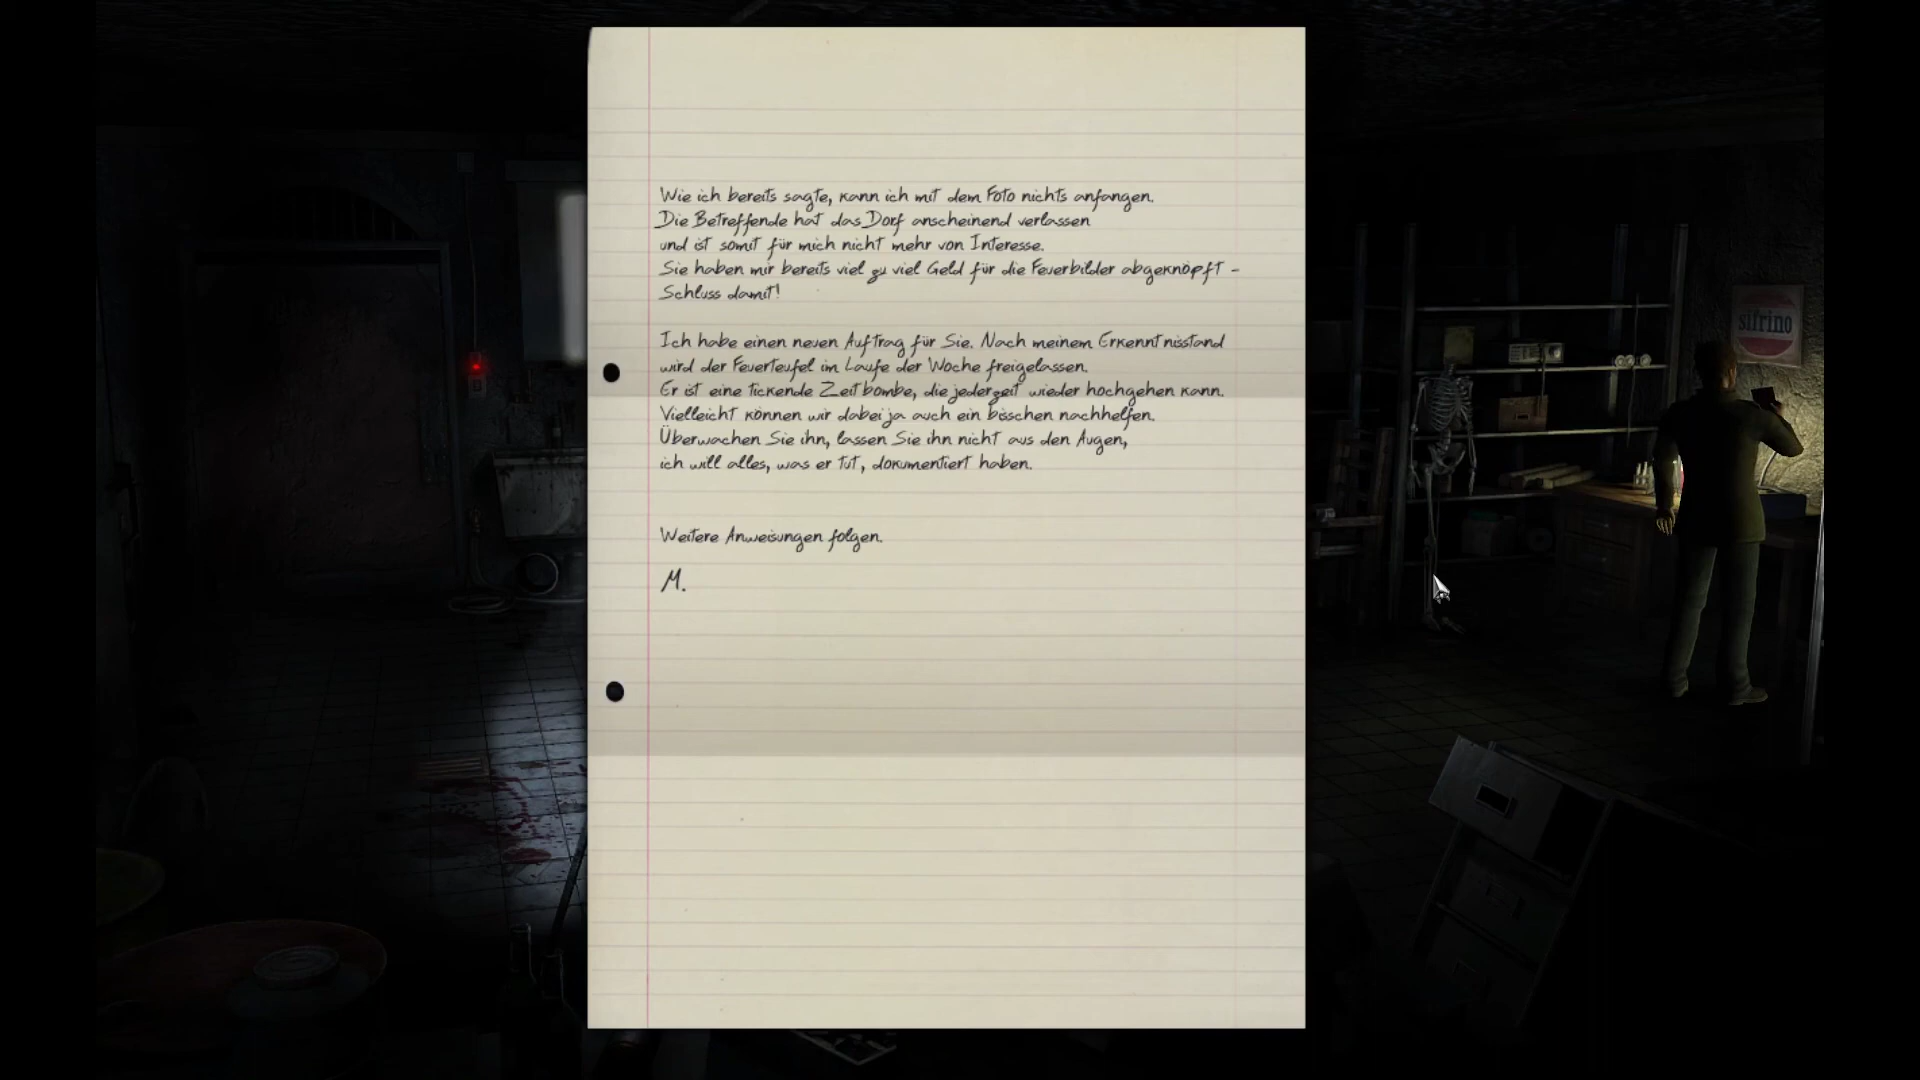 Wie ich bereits sagte, kann ich mit dem Foto nichts anfangen.
Die Betreffende hat das Dorf anscheinend verlassen
und ist somit für mich nicht mehr von Interesse.
Sie haben mir bereits viel zu viel Geld für die Feuerbilder abgeknöpft -
Schluss damit!
Ich habe einen neuen Auftrag für Sie. Nach meinem Erkenntnisstand
wird der Feuerteufel im Laufe der Woche freigelassen.
Er ist eine tickende Zeitbombe, die jederzeit wieder hochgehen kann.
Vielleicht können wir dabei ja auch ein bisschen nachhelfen.
Überwachen Sie ihn, lassen Sie ihn nicht aus den Augen,
ich will alles, was er tut, dokumentiert haben.
Weitere Anweisungen folgen.
M.
sifrino